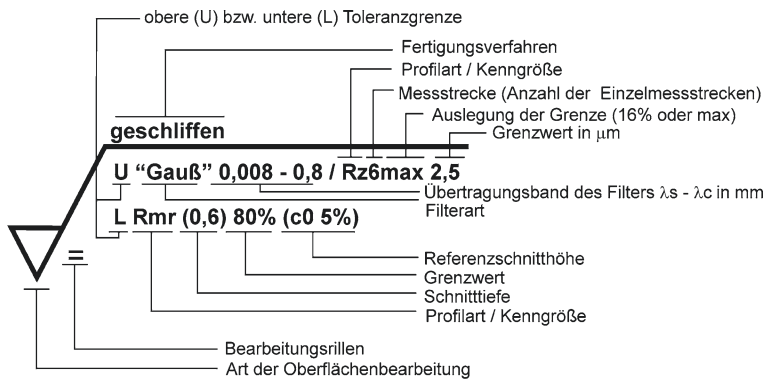 obere (U) bzw. untere (L) Toleranzgrenze
Fertigungsverfahren
Profilart / Kenngröße
Messstrecke (Anzahl der Einzelmessstrecken)
Auslegung der Grenze (16% oder max)
Grenzwert in µm
geschliffen
U “Gauß” 0,008 - 0,8 / Rz6max 2,5
Übertragungsband des Filters λs - λc in mm
Filterart
L Rmr (0,6) 80% (c0 5%)
=
Referenzschnitthöhe
Grenzwert
Schnitttiefe
Profilart / Kenngröße
Bearbeitungsrillen
Art der Oberflächenbearbeitung